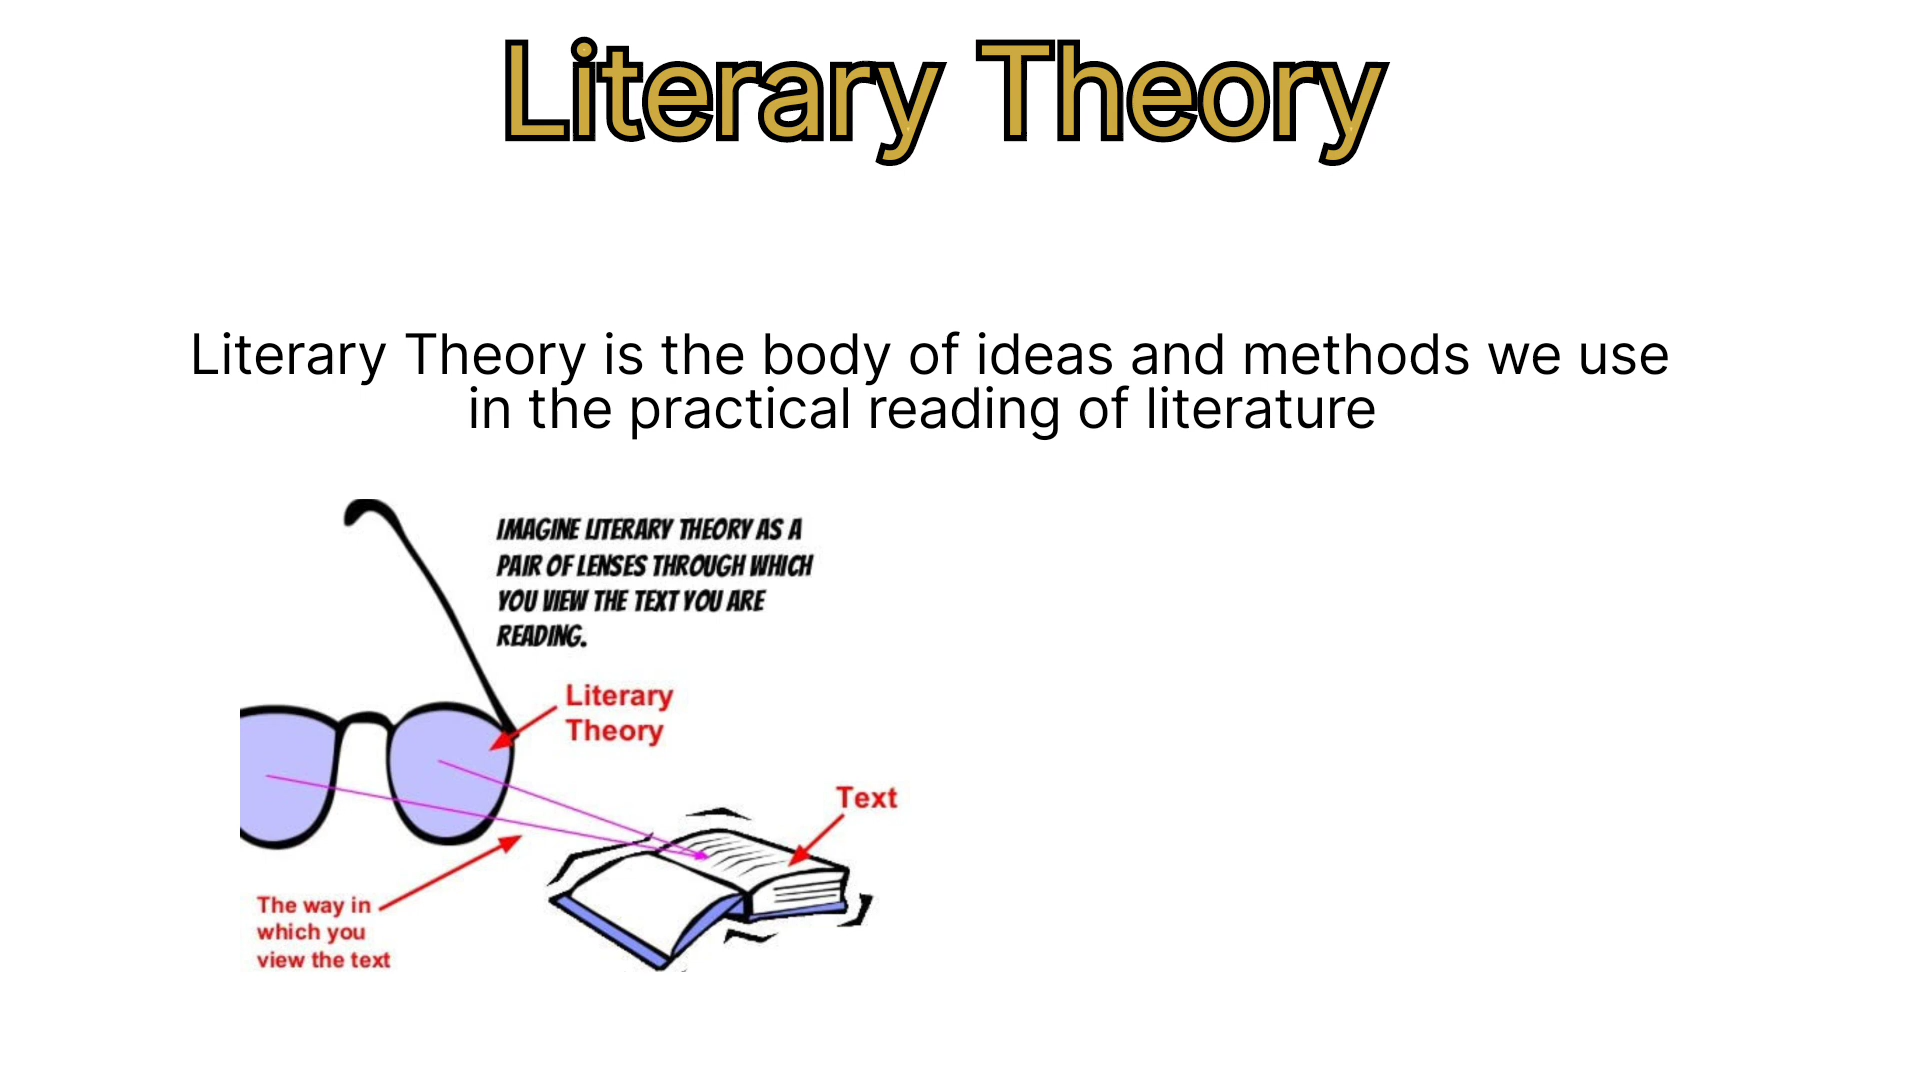 Literary Theory
Literary Theory is the body of ideas and methods we use
in the practical reading of literature
IMAGINE LITERARY THEORY AS A
PAIR OF LENSES THROUGH WHICH
YOU VIEW THE TEXT YOU ARE
READING.
Literary
Theory
Text
The way in
which you
view the text